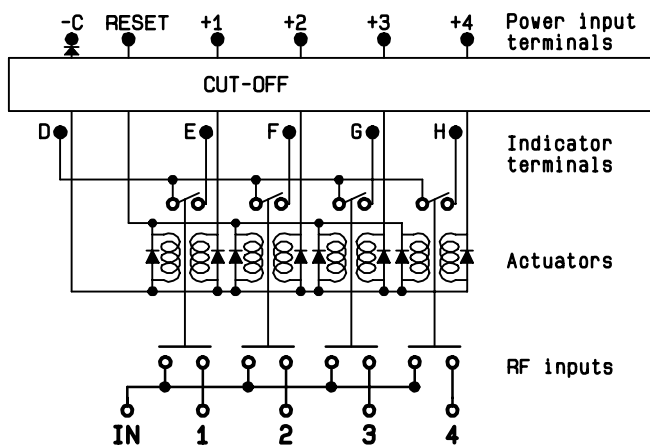 -C RESET +1 +2 +3 +4 Power input
terminals
CUT-OFF
D E F G H Indicator
terminals
Actuators
RF inputs
IN 1 2 3 4